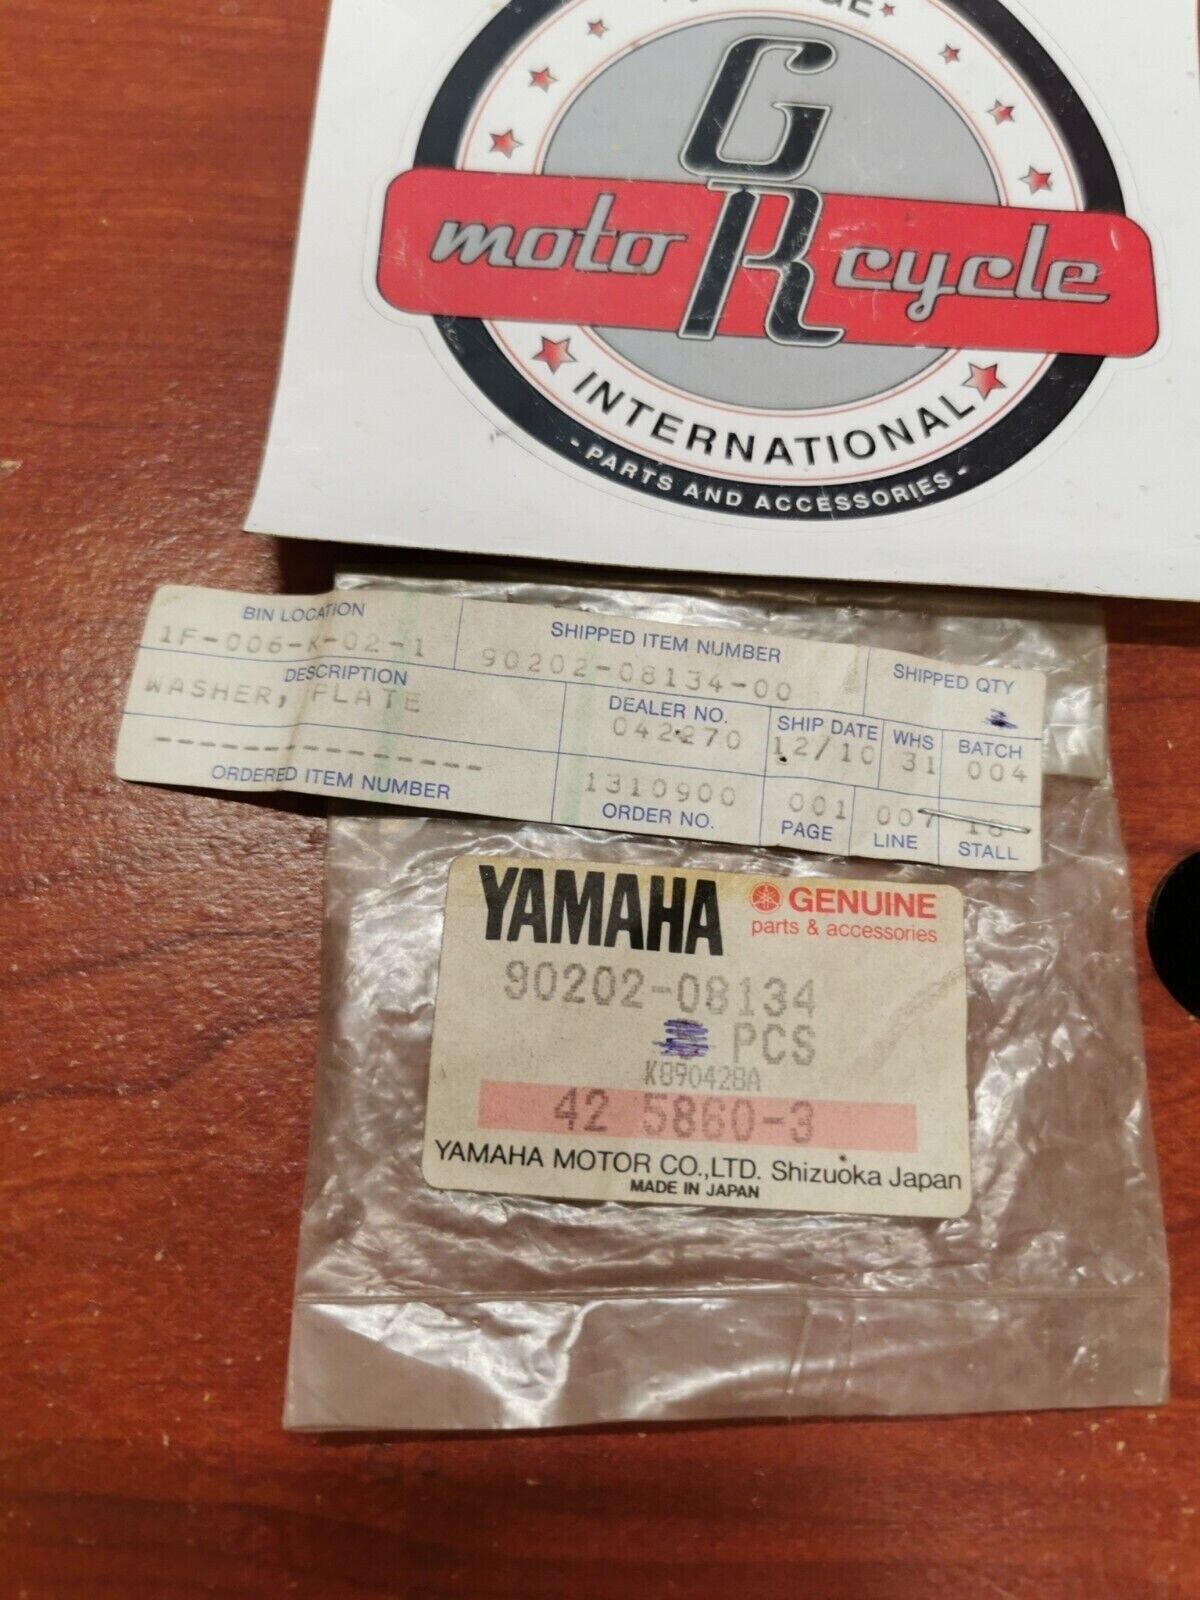 GR
moto Rcycle
INTERNATIONAL
- PARTS AND ACCESSORIES -
BIN LOCATION
1F-006-K-02-1
SHIPPED ITEM NUMBER
90202-08134-00
SHIPPED QTY
DESCRIPTION
WASHER, PLATE
DEALER NO.
042270
SHIP DATE
12/10
WHS
31
BATCH
004
-------------
ORDERED ITEM NUMBER
1310900
ORDER NO.
001
PAGE
007
LINE
18
STALL
YAMAHA
GENUINE
parts & accessories
90202-08134
PCS
K890428A
42 5860-3
YAMAHA MOTOR CO.,LTD. Shizuoka Japan
MADE IN JAPAN